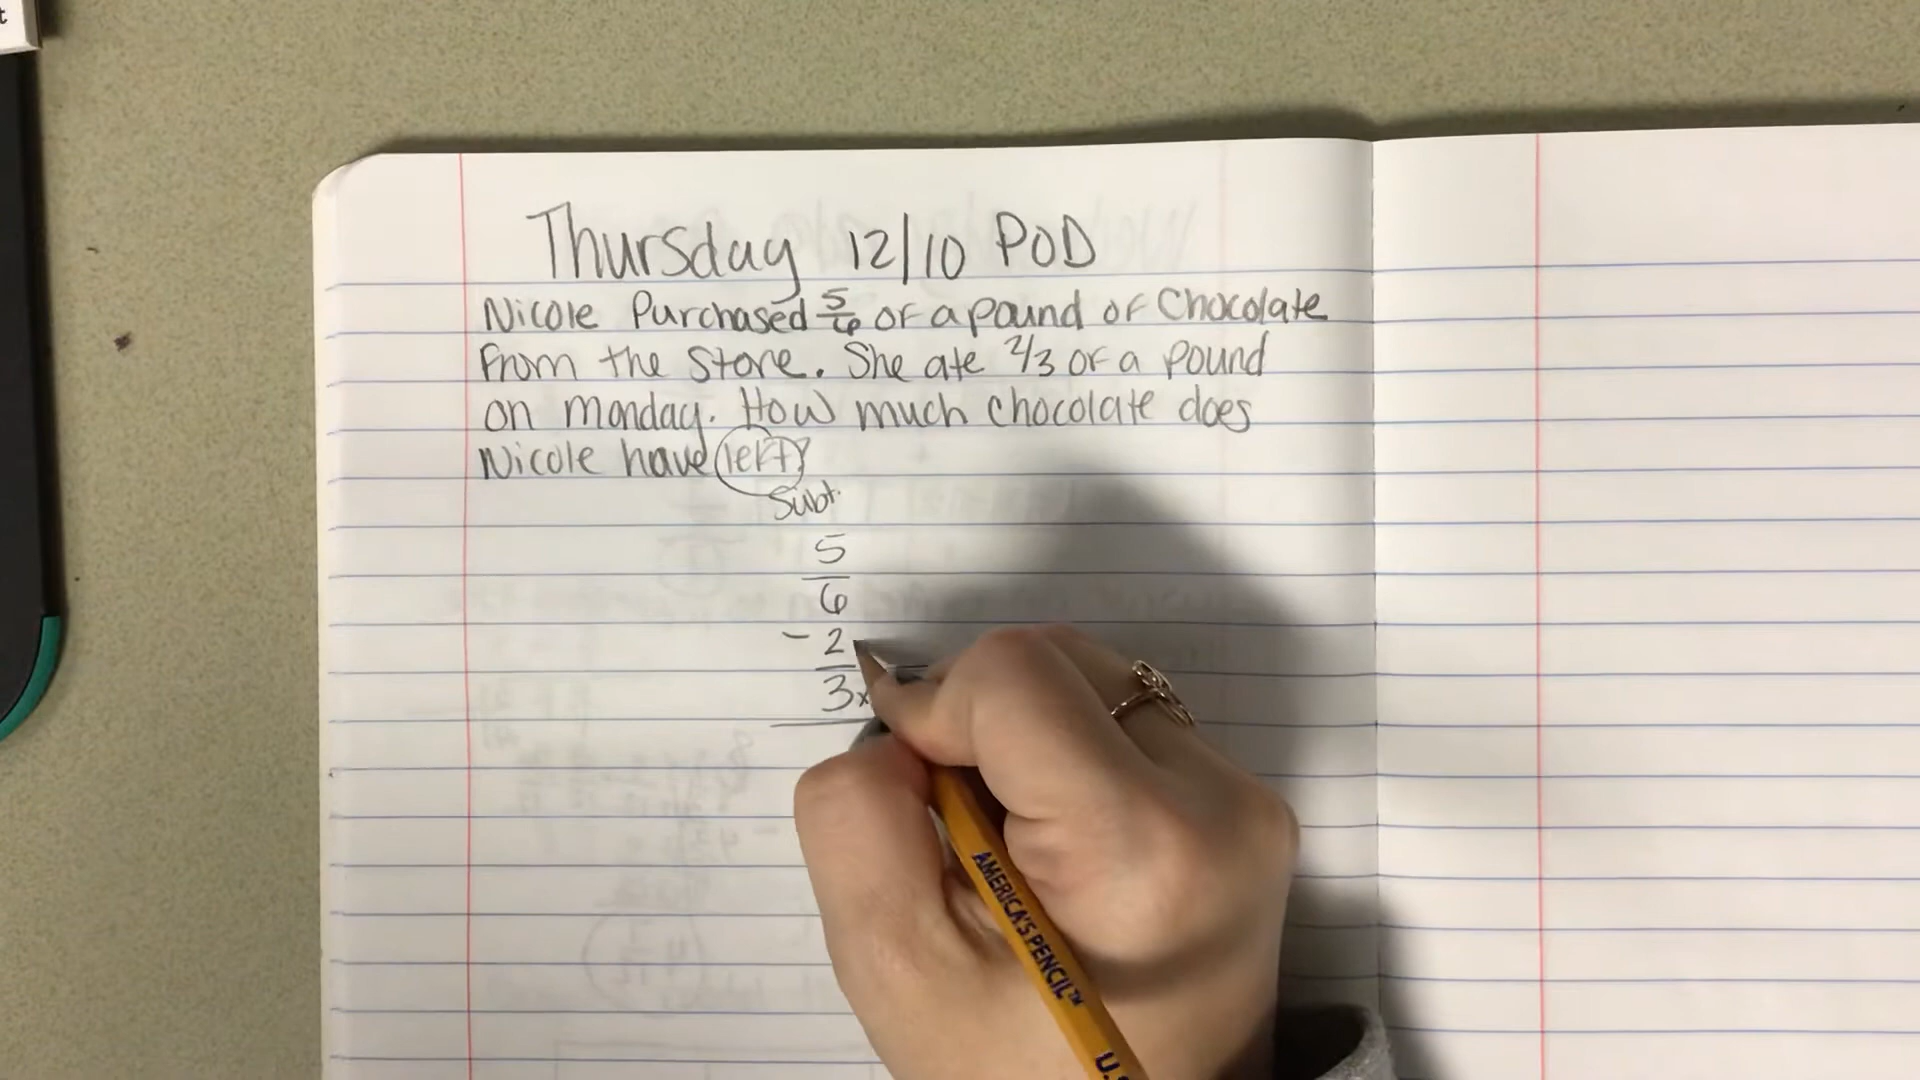 t
Thursday 12/10 POD
Nicole Purchased 5/6 of a pound of Chocolate
from the Store. She ate 2/3 of a pound
on monday. How much chocolate does
Nicole have left?
Subt.
5
6
- 2
3x
AMERICA'S PENCIL™ U.S